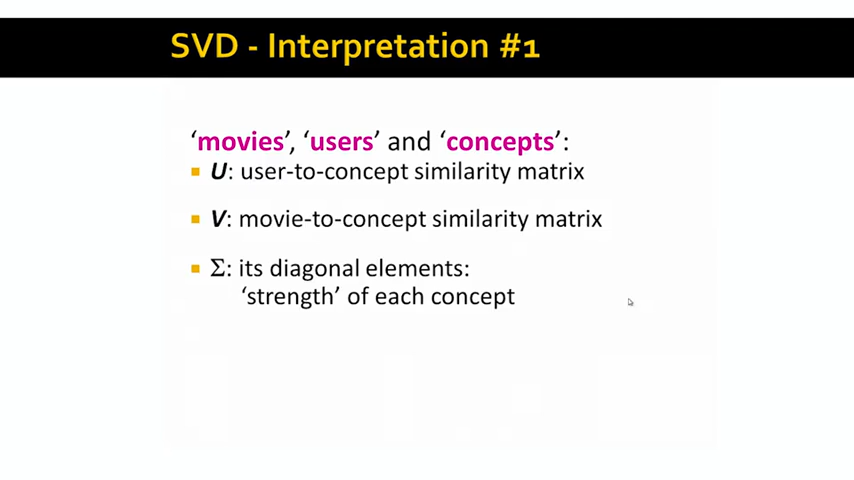 SVD - Interpretation #1
‘movies’, ‘users’ and ‘concepts’:
U: user-to-concept similarity matrix
V: movie-to-concept similarity matrix
Σ: its diagonal elements:
‘strength’ of each concept